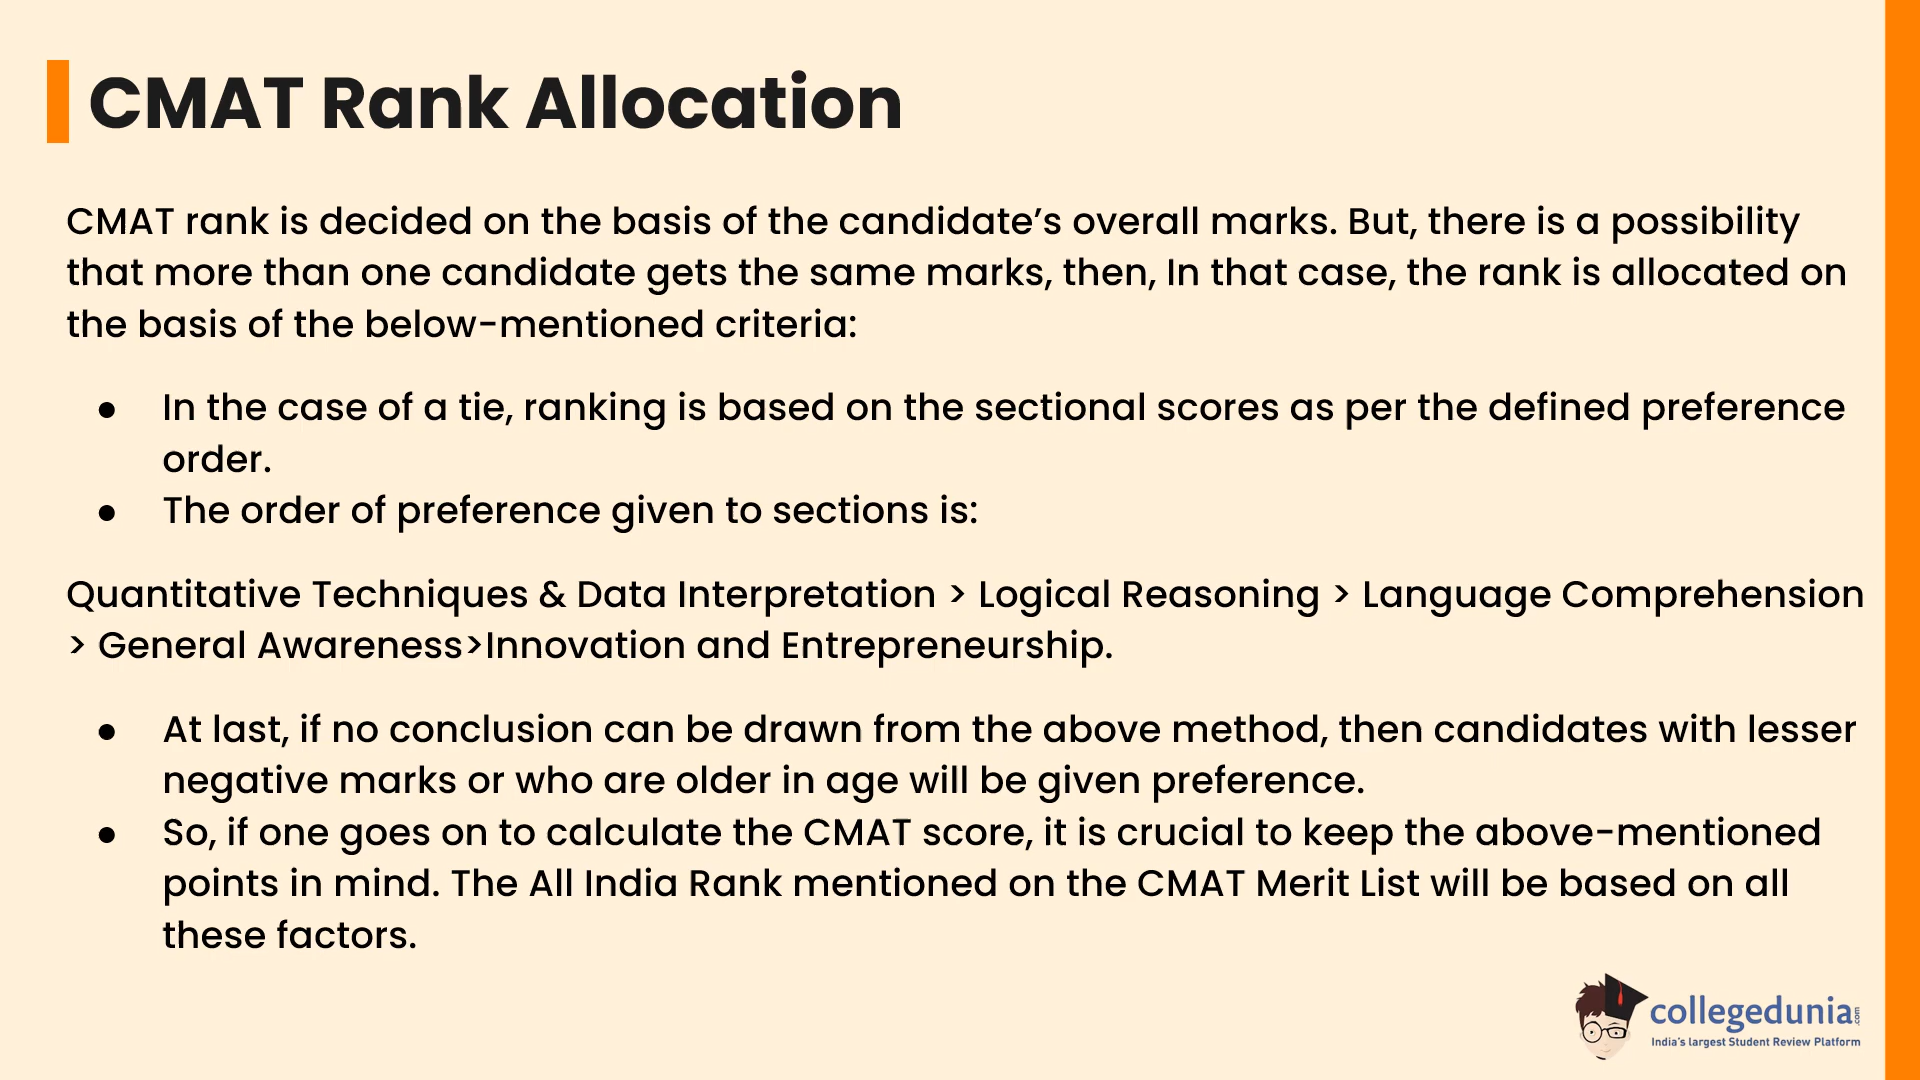 CMAT Rank Allocation
CMAT rank is decided on the basis of the candidate’s overall marks. But, there is a possibility
that more than one candidate gets the same marks, then, In that case, the rank is allocated on
the basis of the below-mentioned criteria:
● In the case of a tie, ranking is based on the sectional scores as per the defined preference
order.
● The order of preference given to sections is:
Quantitative Techniques & Data Interpretation > Logical Reasoning > Language Comprehension
> General Awareness>Innovation and Entrepreneurship.
● At last, if no conclusion can be drawn from the above method, then candidates with lesser
negative marks or who are older in age will be given preference.
● So, if one goes on to calculate the CMAT score, it is crucial to keep the above-mentioned
points in mind. The All India Rank mentioned on the CMAT Merit List will be based on all
these factors.
collegedunia.com
India's largest Student Review Platform